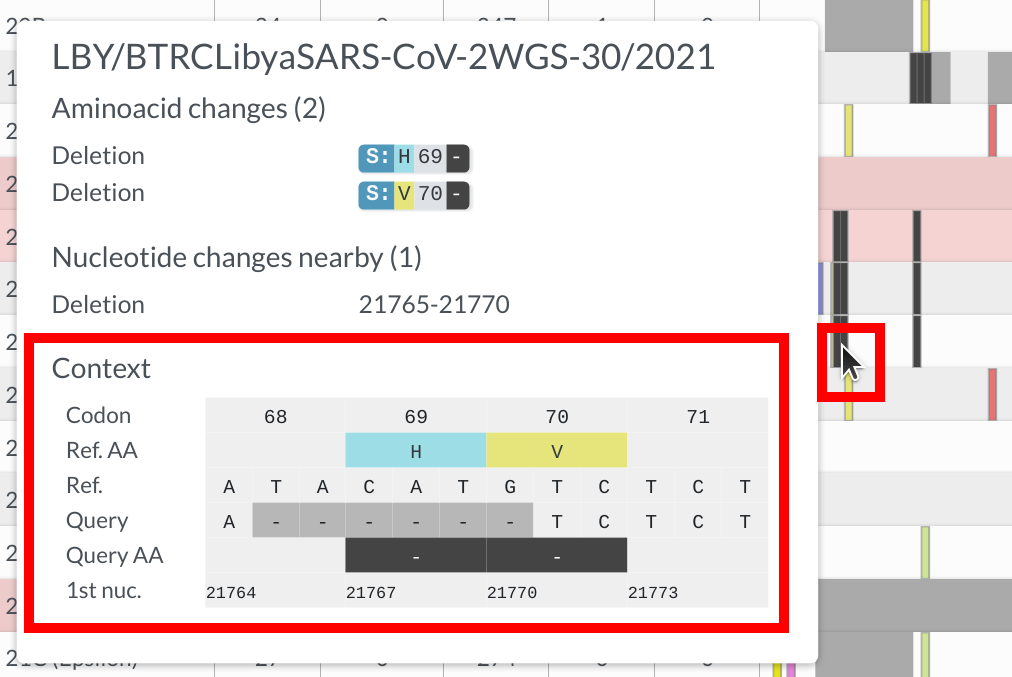 LBY/BTRCLibyaSARS-CoV-2WGS-30/2021
Aminoacid changes (2)
Deletion S: H 69 -
Deletion S: V 70 -
Nucleotide changes nearby (1)
Deletion 21765-21770
Context
Codon 68 69 70 71
Ref. AA H V
Ref. A T A C A T G T C T C T
Query A - - - - - - T C T C T
Query AA - -
1st nuc. 21764 21767 21770 21773